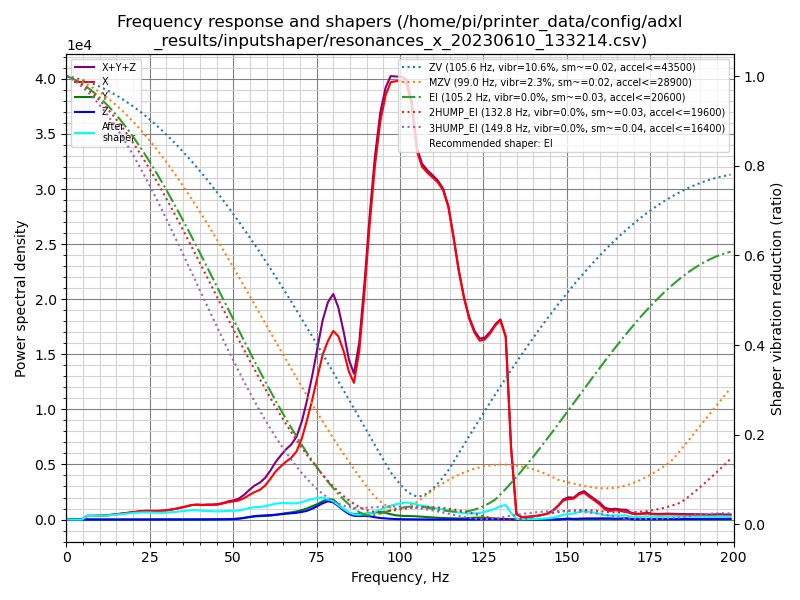 Frequency response and shapers (/home/pi/printer_data/config/adxl
_results/inputshaper/resonances_x_20230610_133214.csv)
1e4
X+Y+Z
X
Y
Z
After
shaper
ZV (105.6 Hz, vibr=10.6%, sm~=0.02, accel<=43500)
MZV (99.0 Hz, vibr=2.3%, sm~=0.02, accel<=28900)
EI (105.2 Hz, vibr=0.0%, sm~=0.03, accel<=20600)
2HUMP_EI (132.8 Hz, vibr=0.0%, sm~=0.03, accel<=19600)
3HUMP_EI (149.8 Hz, vibr=0.0%, sm~=0.04, accel<=16400)
Recommended shaper: EI
4.0
3.5
3.0
2.5
2.0
1.5
1.0
0.5
0.0
Power spectral density
1.0
0.8
0.6
0.4
0.2
0.0
Shaper vibration reduction (ratio)
0 25 50 75 100 125 150 175 200
Frequency, Hz